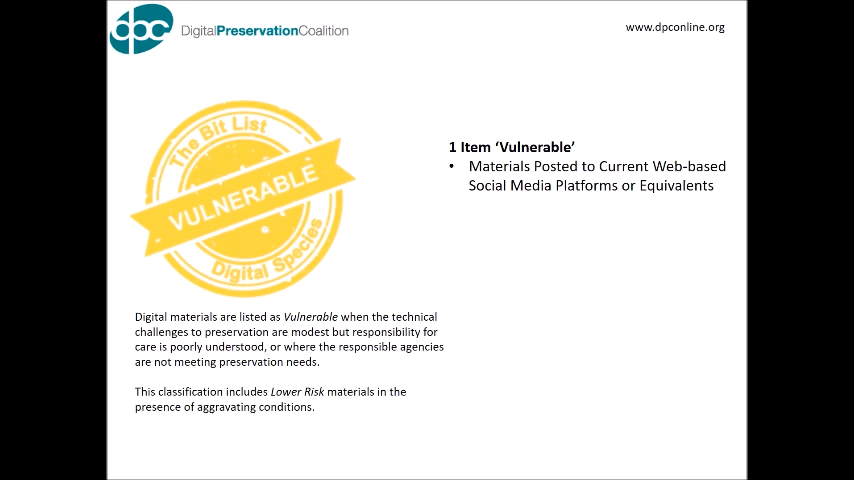 dpc DigitalPreservationCoalition
www.dpconline.org
The Bit List
VULNERABLE
Digital Species
1 Item ‘Vulnerable’
• Materials Posted to Current Web-based
Social Media Platforms or Equivalents
Digital materials are listed as Vulnerable when the technical
challenges to preservation are modest but responsibility for
care is poorly understood, or where the responsible agencies
are not meeting preservation needs.
This classification includes Lower Risk materials in the
presence of aggravating conditions.